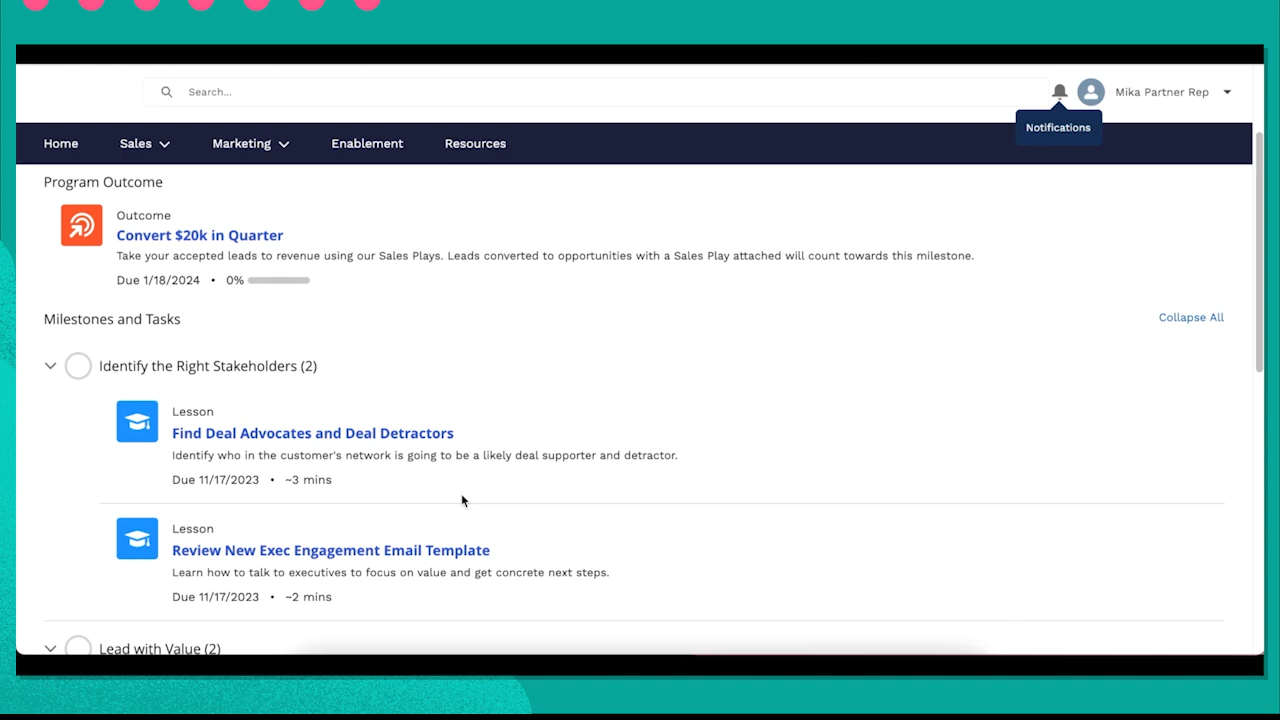 Search...
Mika Partner Rep
Notifications
Home Sales Marketing Enablement Resources
Program Outcome
Outcome
Convert $20k in Quarter
Take your accepted leads to revenue using our Sales Plays. Leads converted to opportunities with a Sales Play attached will count towards this milestone.
Due 1/18/2024 • 0%
Milestones and Tasks
Collapse All
Identify the Right Stakeholders (2)
Lesson
Find Deal Advocates and Deal Detractors
Identify who in the customer's network is going to be a likely deal supporter and detractor.
Due 11/17/2023 • ~3 mins
Lesson
Review New Exec Engagement Email Template
Learn how to talk to executives to focus on value and get concrete next steps.
Due 11/17/2023 • ~2 mins
Lead with Value (2)